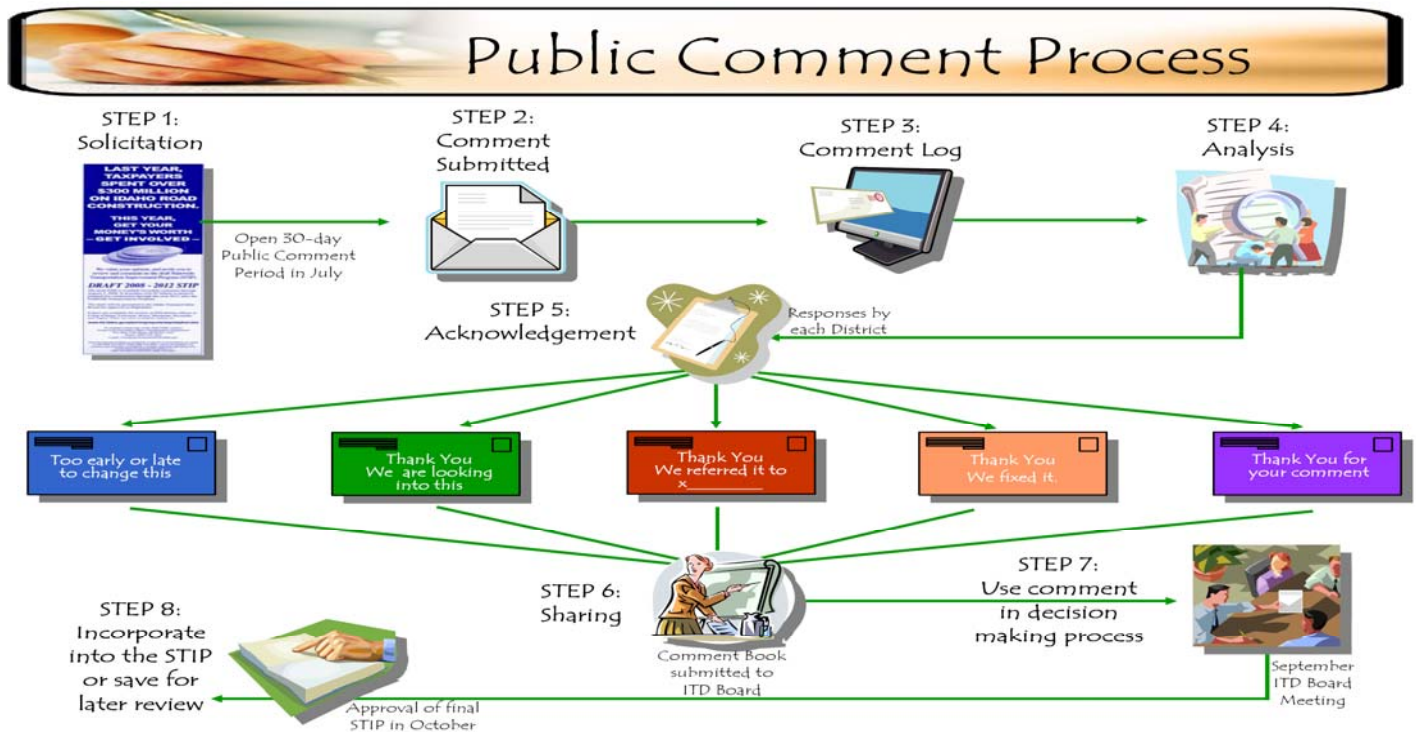 Public Comment Process
STEP 1:
Solicitation
LAST YEAR,
TAXPAYERS
SPENT OVER
$300 MILLION
ON IDAHO ROAD
CONSTRUCTION.
THIS YEAR,
GET YOUR
MONEY'S WORTH
– GET INVOLVED –
DRAFT 2008 - 2012 STIP
Open 30-day
Public Comment
Period in July
STEP 2:
Comment
Submitted
STEP 3:
Comment Log
STEP 4:
Analysis
STEP 5:
Acknowledgement
Responses by
each District
Too early or late
to change this
Thank You
We are looking
into this
Thank You
We referred it to
x__________
Thank You
We fixed it.
Thank You for
your comment
STEP 6:
Sharing
Comment Book
submitted to
ITD Board
STEP 7:
Use comment
in decision
making process
September
ITD Board
Meeting
STEP 8:
Incorporate
into the STIP
or save for
later review
Approval of final
STIP in October